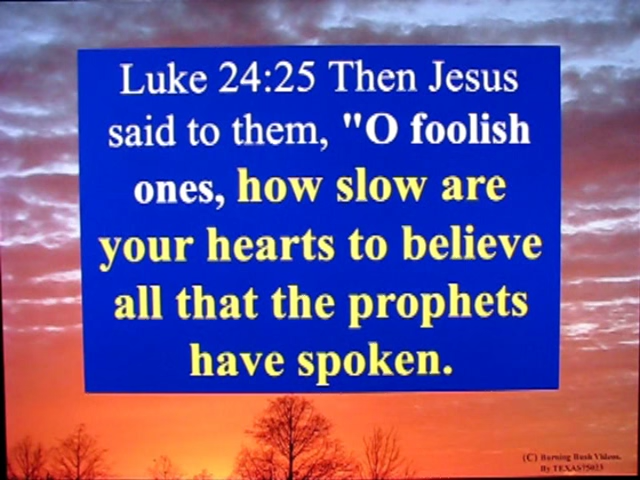 Luke 24:25 Then Jesus
said to them, "O foolish
ones, how slow are
your hearts to believe
all that the prophets
have spoken.
(C) Burning Bush Videos.
By TEXAS75023